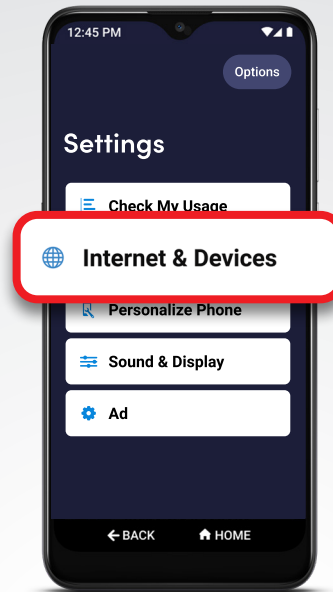 12:45 PM
Options
Settings
Check My Usage
Internet & Devices
Personalize Phone
Sound & Display
Ad
BACK
HOME